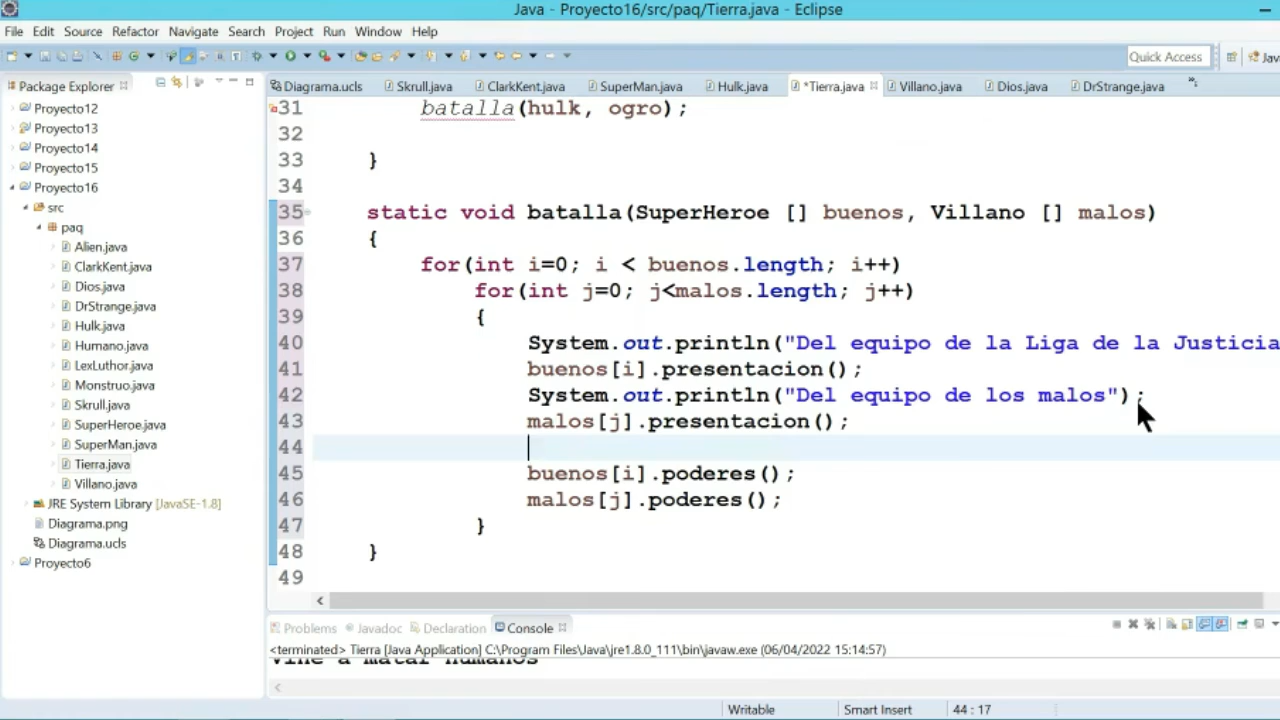 Java - Proyecto16/src/paq/Tierra.java - Eclipse
File Edit Source Refactor Navigate Search Project Run Window Help
Quick Access
Package Explorer
Diagrama.ucls Skrull.java ClarkKent.java SuperMan.java Hulk.java *Tierra.java Villano.java Dios.java DrStrange.java
Proyecto12
Proyecto13
Proyecto14
Proyecto15
Proyecto16
src
paq
Alien.java
ClarkKent.java
Dios.java
DrStrange.java
Hulk.java
Humano.java
LexLuthor.java
Monstruo.java
Skrull.java
SuperHeroe.java
SuperMan.java
Tierra.java
Villano.java
JRE System Library [JavaSE-1.8]
Diagrama.png
Diagrama.ucls
Proyecto6
31 batalla(hulk, ogro);
32
33 }
34
35 static void batalla(SuperHeroe [] buenos, Villano [] malos)
36 {
37 for(int i=0; i < buenos.length; i++)
38 for(int j=0; j<malos.length; j++)
39 {
40 System.out.println("Del equipo de la Liga de la Justicia
41 buenos[i].presentacion();
42 System.out.println("Del equipo de los malos");
43 malos[j].presentacion();
44
45 buenos[i].poderes();
46 malos[j].poderes();
47 }
48 }
49
Problems Javadoc Declaration Console
<terminated> Tierra [Java Application] C:\Program Files\Java\jre1.8.0_111\bin\javaw.exe (06/04/2022 15:14:57)
vine a matar humanos
Writable Smart Insert 44 : 17